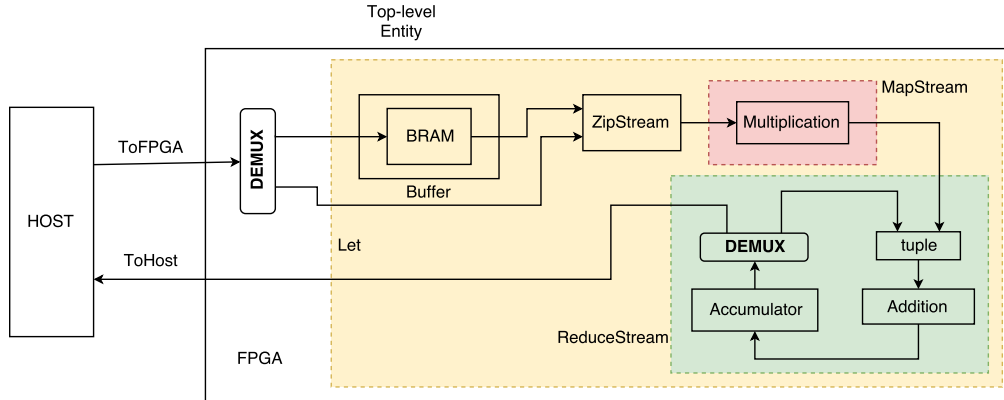 Top-level
Entity
MapStream
BRAM
ZipStream
Multiplication
ToFPGA
DEMUX
Buffer
HOST
Let
DEMUX
tuple
ToHost
Accumulator
Addition
ReduceStream
FPGA